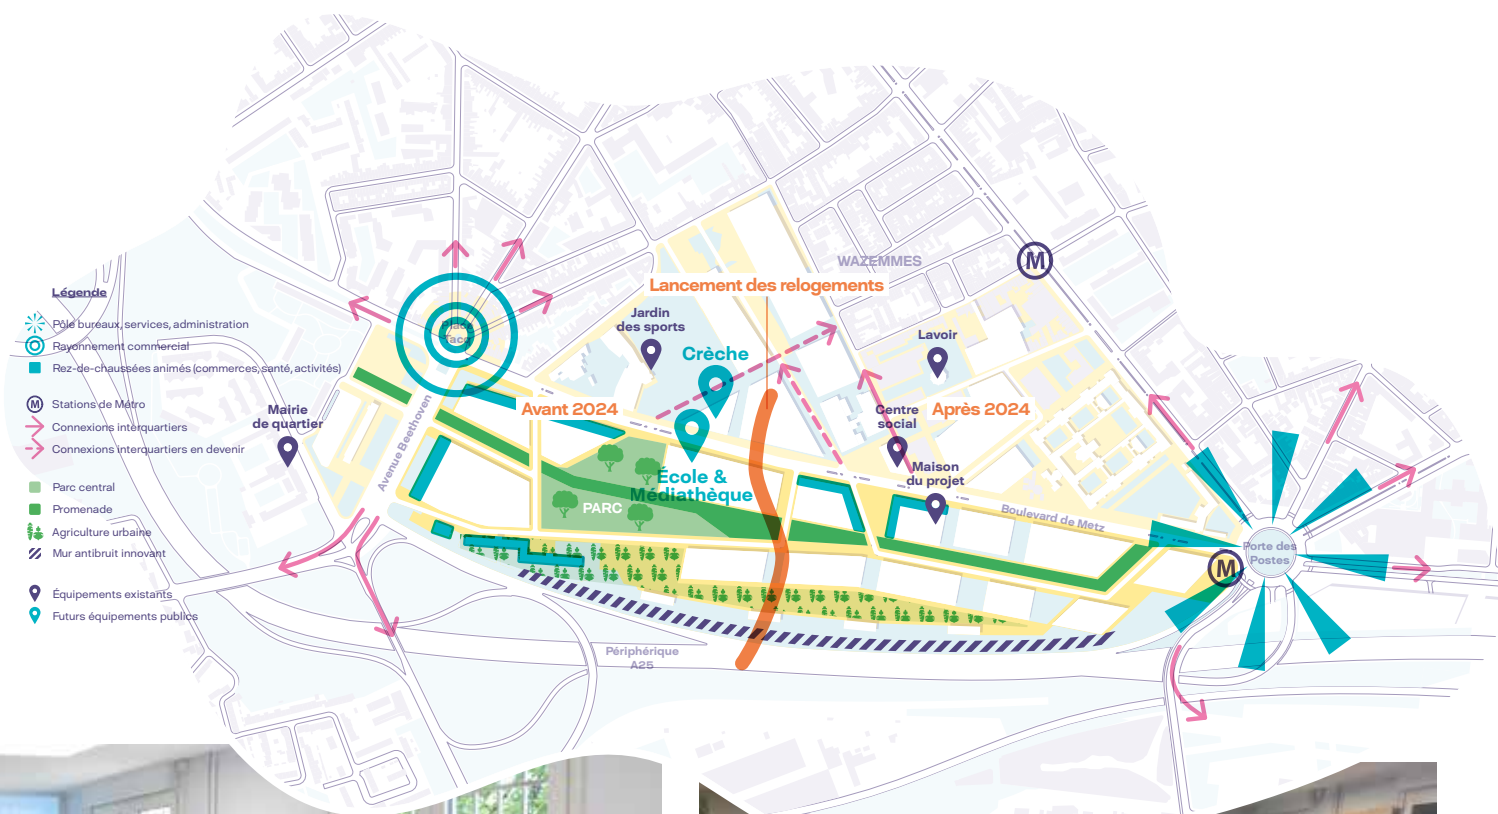 Légende
Pôle bureaux, services, administration
Rayonnement commercial
Rez-de-chaussées animés (commerces, santé, activités)
M Stations de Métro
Connexions interquartiers
Connexions interquartiers en devenir
Parc central
Promenade
Agriculture urbaine
Mur antibruit innovant
Équipements existants
Futurs équipements publics
WAZEMMES
M
Lancement des relogements
Place
Tacq
Jardin
des sports
Lavoir
Crèche
Avant 2024
Après 2024
Mairie
de quartier
Avenue Beethoven
Centre
social
École &
Médiathèque
Maison
du projet
PARC
Boulevard de Metz
Porte des
Postes
M
Périphérique
A25